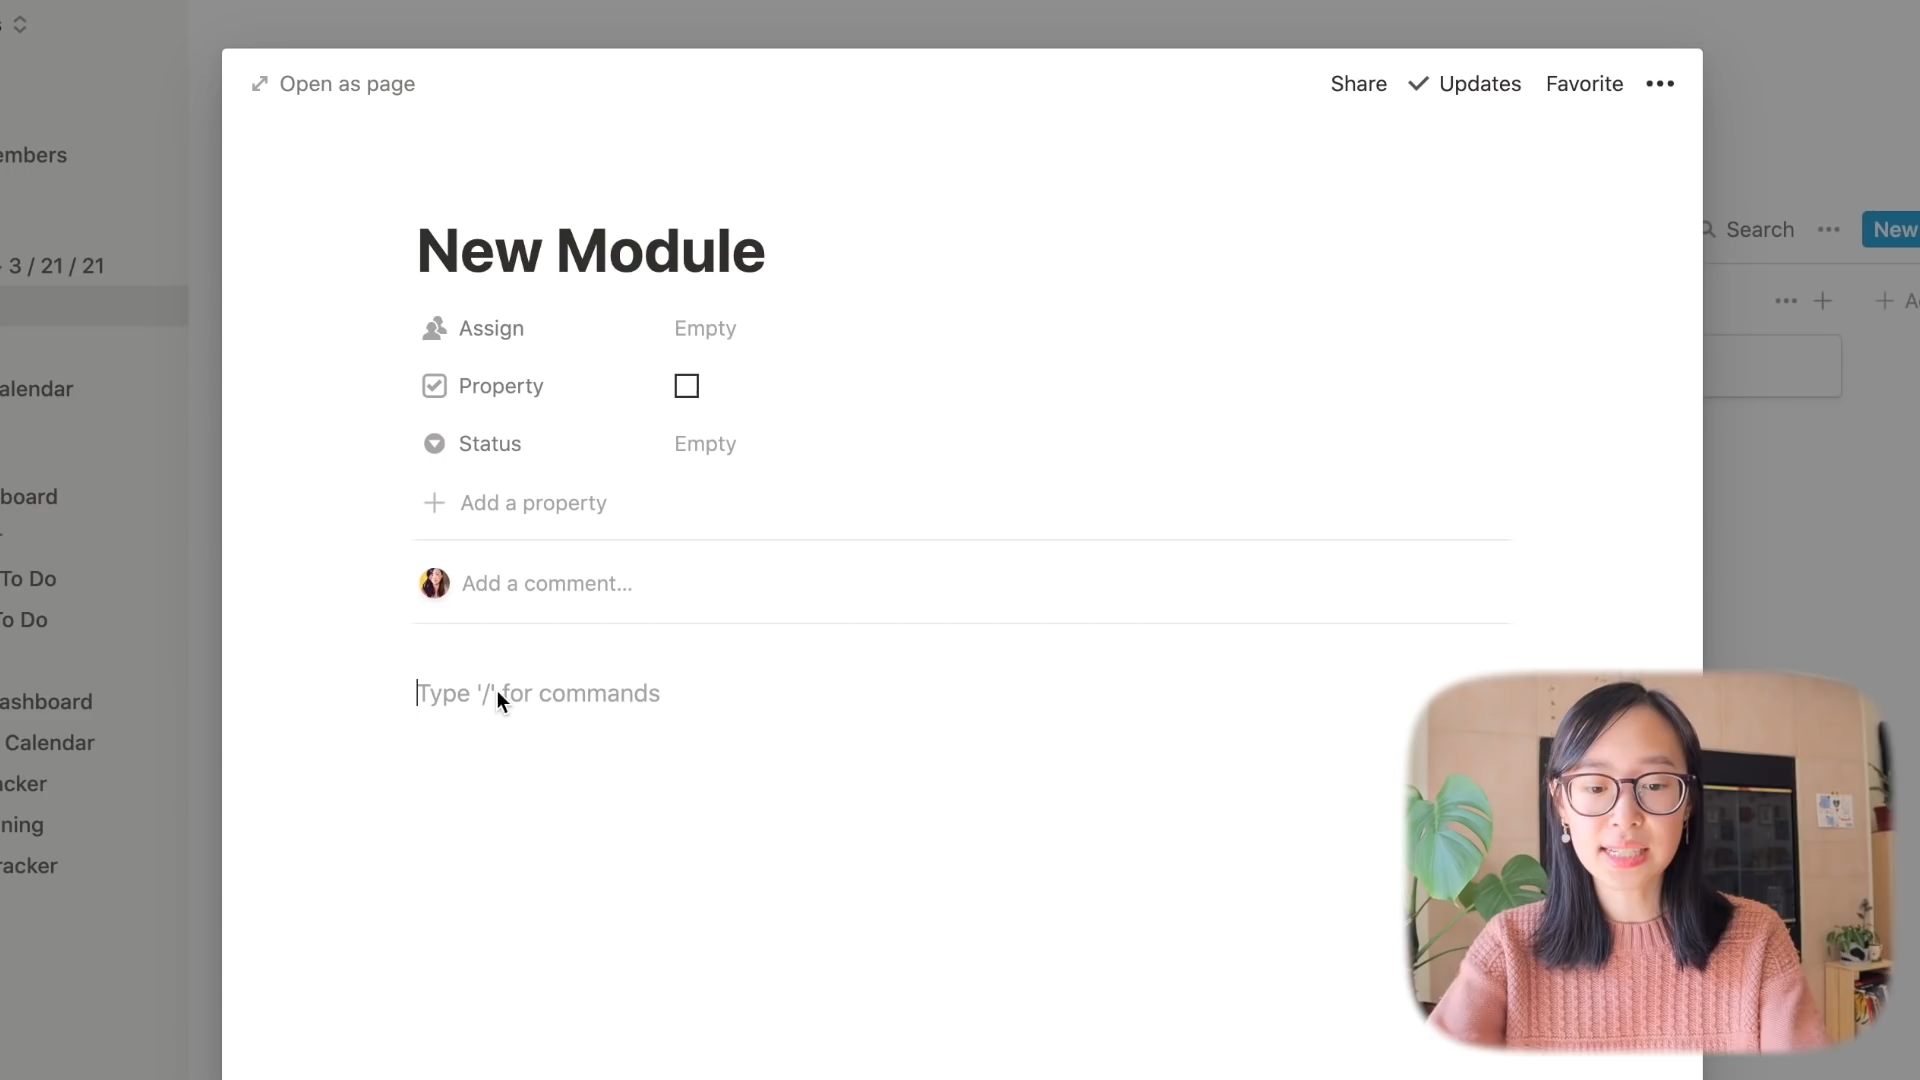 s
Open as page
Share
Updates
Favorite
•••
embers
New Module
Search
•••
New
- 3 / 21 / 21
•••
Assign
Empty
alendar
Property
Status
Empty
board
Add a property
To Do
Add a comment...
To Do
Type '/' for commands
ashboard
Calendar
acker
ning
racker